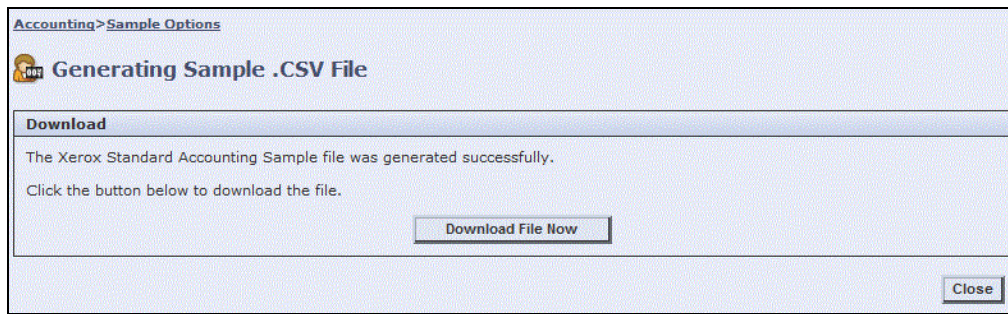 Accounting>Sample Options
Generating Sample .CSV File
Download
The Xerox Standard Accounting Sample file was generated successfully.
Click the button below to download the file.
Download File Now
Close